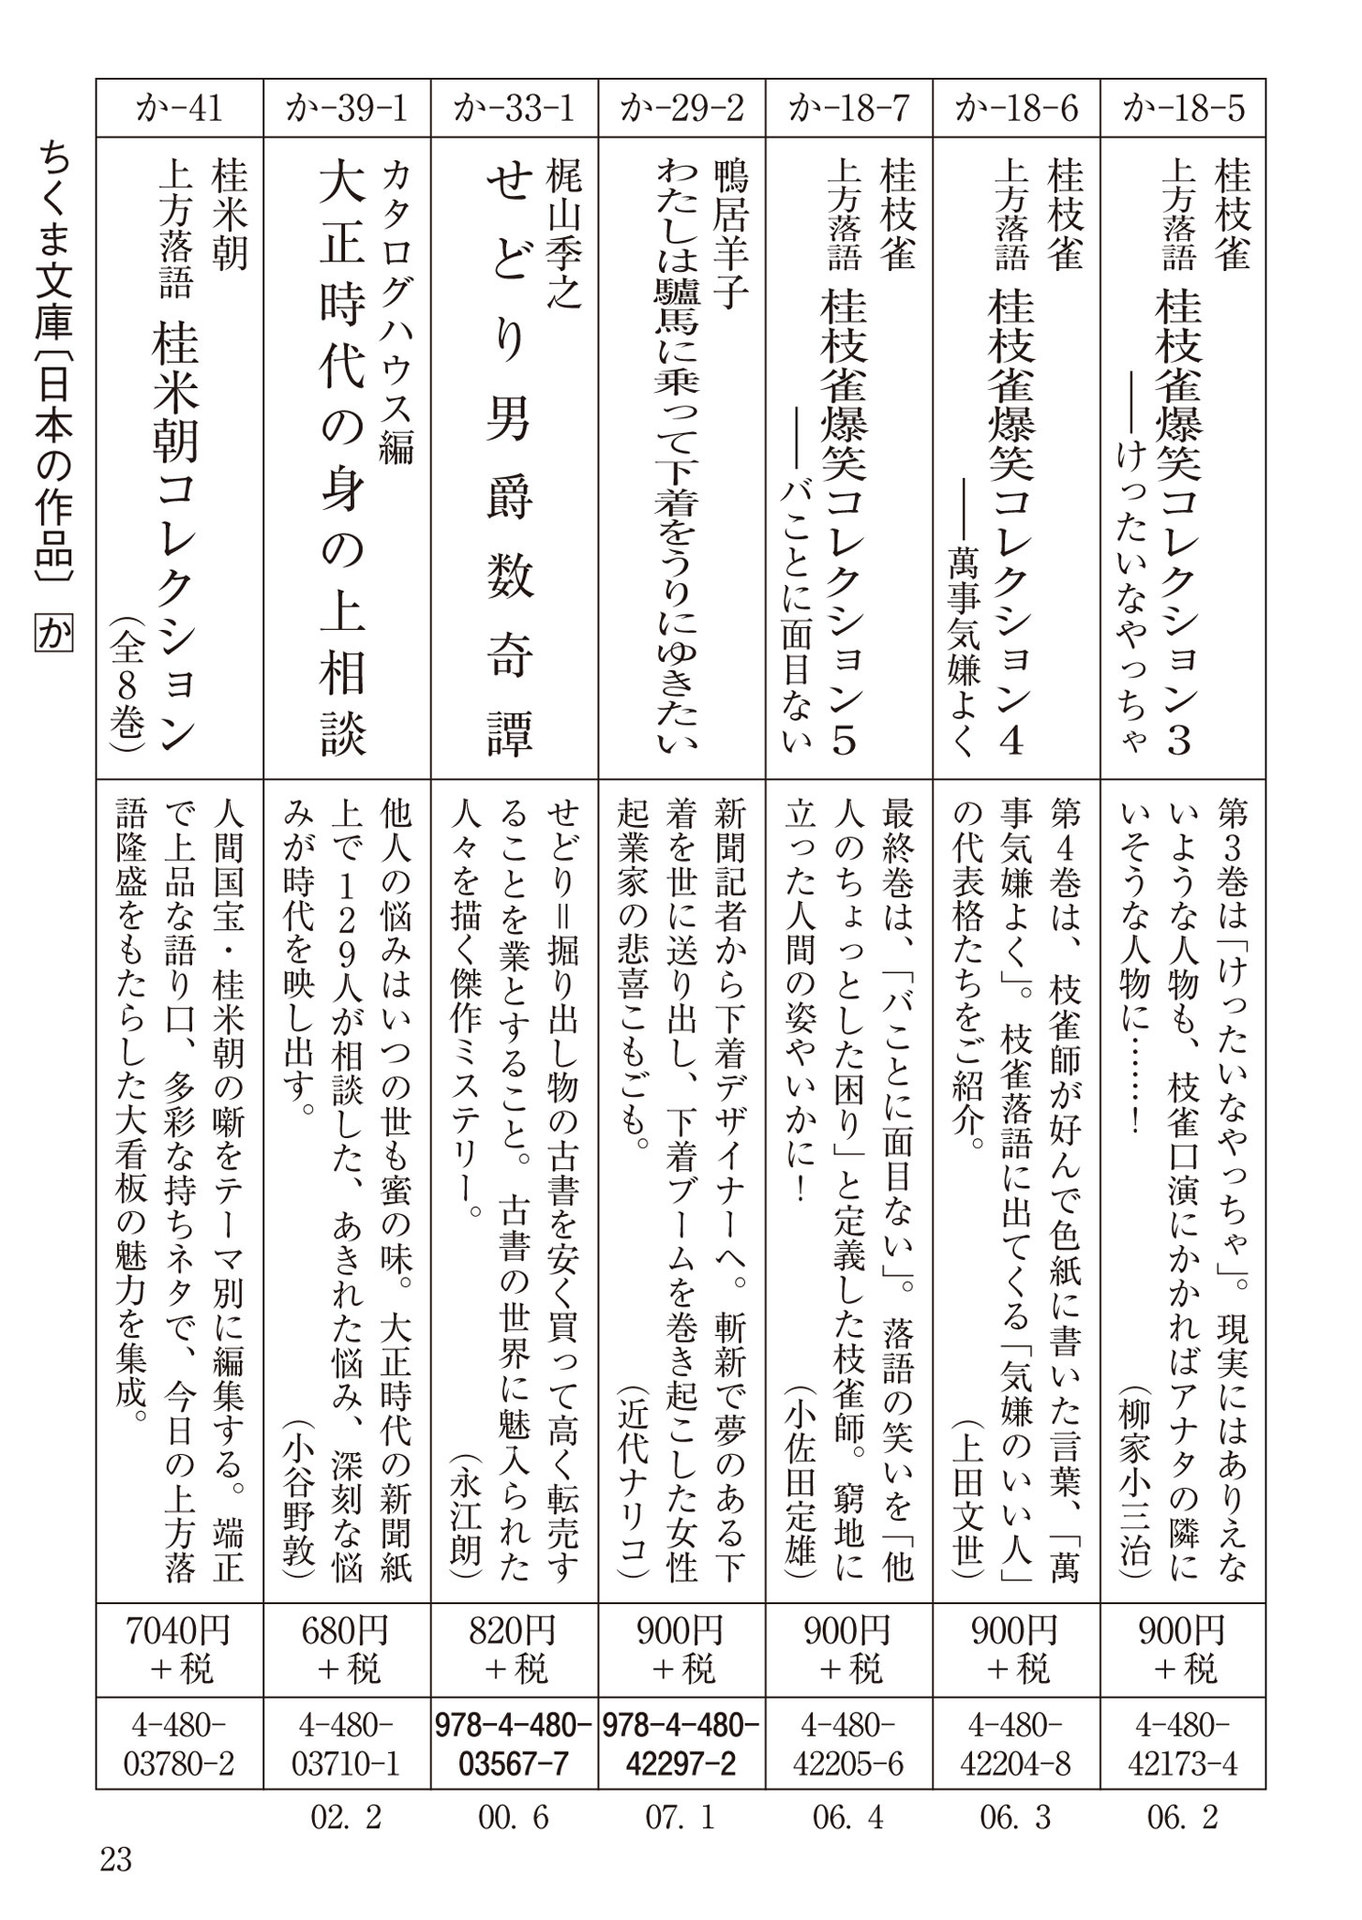 か-18-5
桂枝雀
上方落語 桂枝雀爆笑コレクション3
――けったいなやっちゃ
第3巻は「けったいなやっちゃ」。現実にはありえな
いような人物も、枝雀口演にかかればアナタの隣に
いそうな人物に……！
（柳家小三治）
900円
＋税
4-480-
42173-4
06. 2
か-18-6
桂枝雀
上方落語 桂枝雀爆笑コレクション4
――萬事気嫌よく
第4巻は、枝雀師が好んで色紙に書いた言葉、「萬
事気嫌よく」。枝雀落語に出てくる「気嫌のいい人」
の代表格たちをご紹介。
（上田文世）
900円
＋税
4-480-
42204-8
06. 3
か-18-7
桂枝雀
上方落語 桂枝雀爆笑コレクション5
――バことに面目ない
最終巻は、「バことに面目ない」。落語の笑いを「他
人のちょっとした困り」と定義した枝雀師。窮地に
立った人間の姿やいかに！
（小佐田定雄）
900円
＋税
4-480-
42205-6
06. 4
か-29-2
鴨居羊子
わたしは驢馬に乗って下着をうりにゆきたい
新聞記者から下着デザイナーへ。斬新で夢のある下
着を世に送り出し、下着ブームを巻き起こした女性
起業家の悲喜こもごも。
（近代ナリコ）
900円
＋税
978-4-480-
42297-2
07. 1
か-33-1
梶山季之
せどり男爵数奇譚
せどり＝掘り出し物の古書を安く買って高く転売す
ることを業とすること。古書の世界に魅入られた
人々を描く傑作ミステリー。
（永江朗）
820円
＋税
978-4-480-
03567-7
00. 6
か-39-1
カタログハウス編
大正時代の身の上相談
他人の悩みはいつの世も蜜の味。大正時代の新聞紙
上で129人が相談した、あきれた悩み、深刻な悩
みが時代を映し出す。
（小谷野敦）
680円
＋税
4-480-
03710-1
02. 2
か-41
桂米朝
上方落語 桂米朝コレクション
（全8巻）
人間国宝・桂米朝の噺をテーマ別に編集する。端正
で上品な語り口、多彩な持ちネタで、今日の上方落
語隆盛をもたらした大看板の魅力を集成。
7040円
＋税
4-480-
03780-2
ちくま文庫〔日本の作品〕 か
23